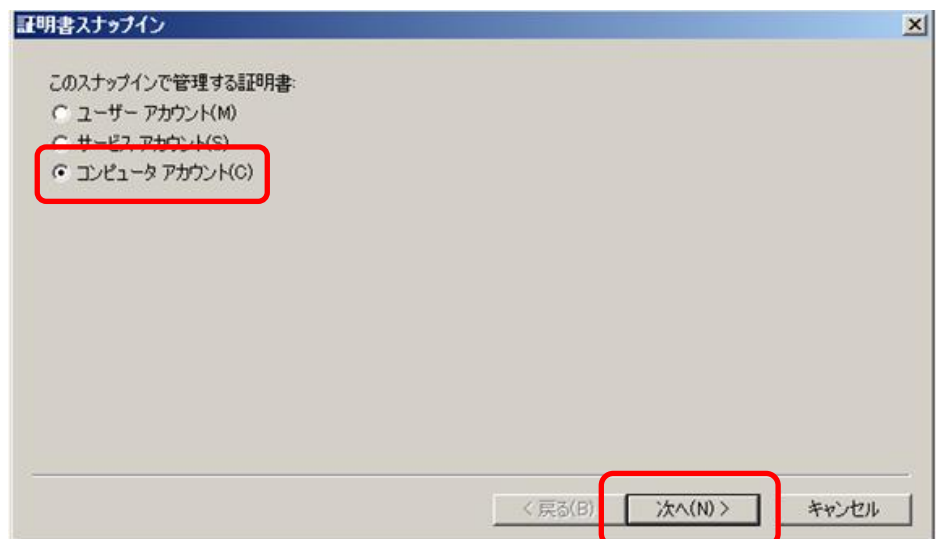 証明書スナップイン
このスナップインで管理する証明書:
ユーザー アカウント(M)
サービス アカウント(S)
コンピュータ アカウント(C)
< 戻る(B) 次へ(N) > キャンセル